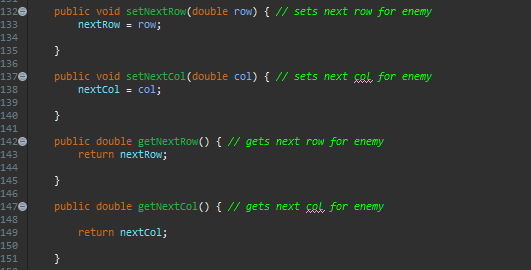 132 public void setNextRow(double row) { // sets next row for enemy
133 nextRow = row;
134
135 }
136
137 public void setNextCol(double col) { // sets next col for enemy
138 nextCol = col;
139
140 }
141
142 public double getNextRow() { // gets next row for enemy
143 return nextRow;
144
145 }
146
147 public double getNextCol() { // gets next col for enemy
148
149 return nextCol;
150
151 }